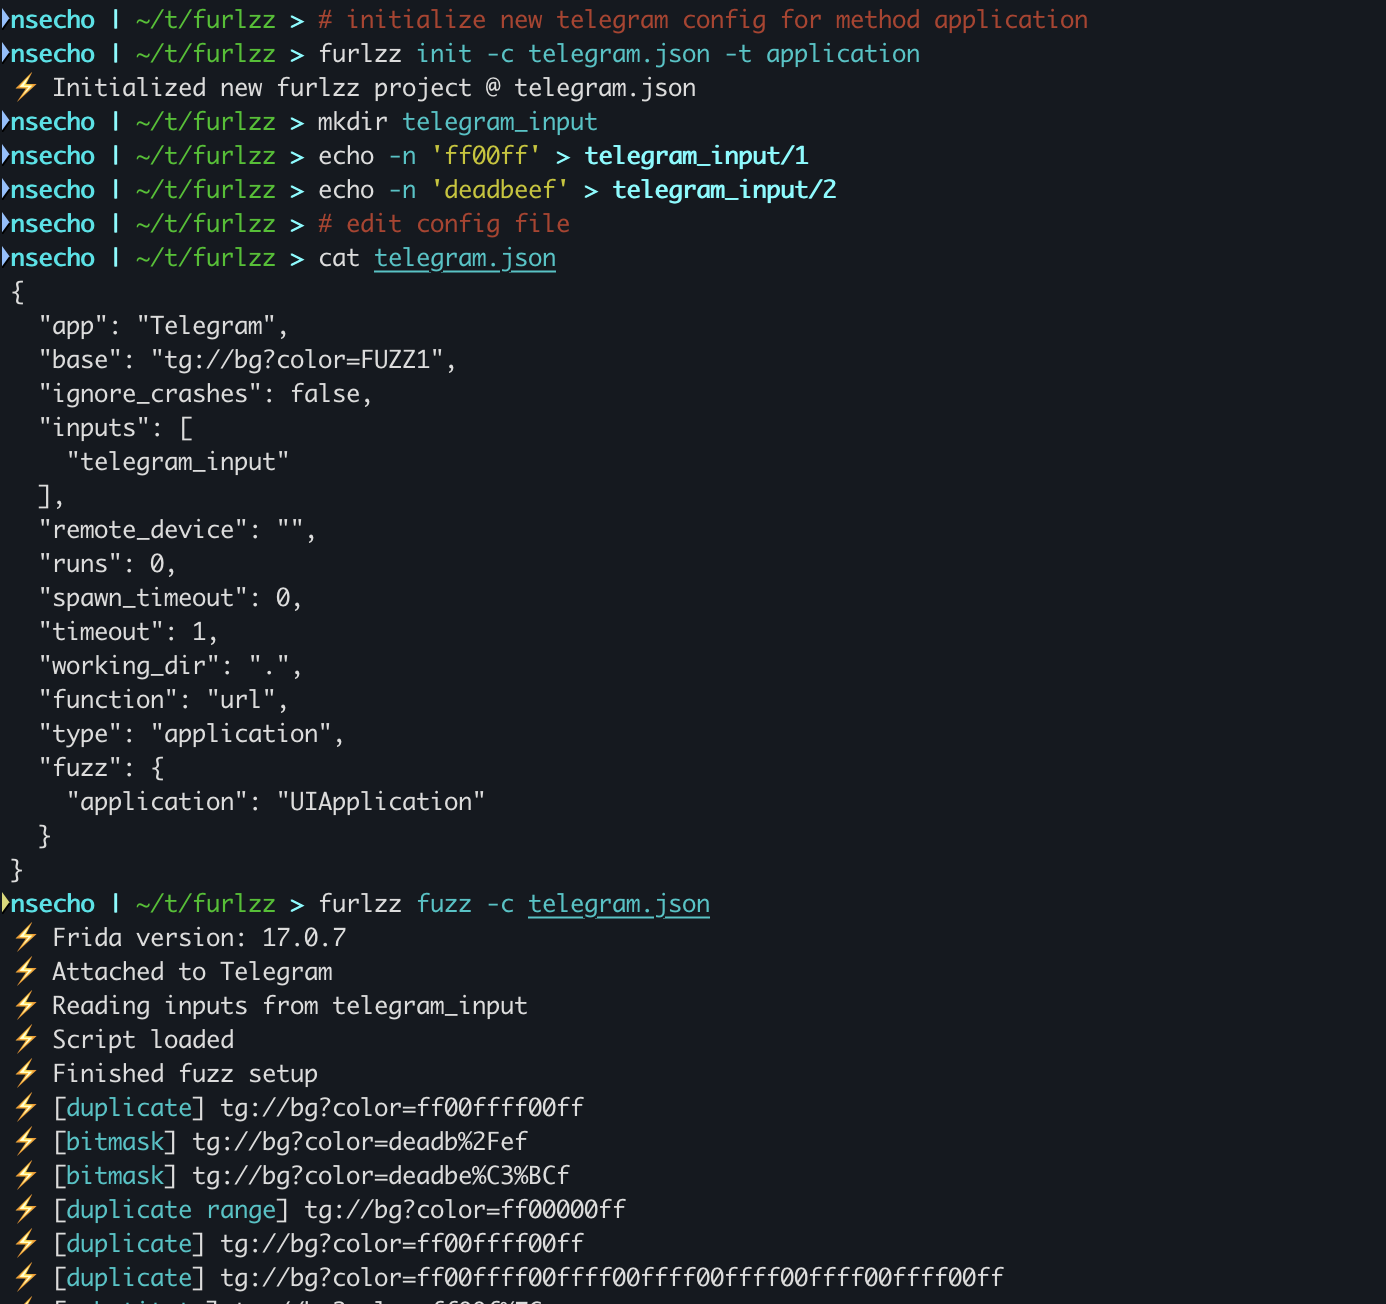 nsecho | ~/t/furlzz > # initialize new telegram config for method application
nsecho | ~/t/furlzz > furlzz init -c telegram.json -t application
⚡ Initialized new furlzz project @ telegram.json
nsecho | ~/t/furlzz > mkdir telegram_input
nsecho | ~/t/furlzz > echo -n 'ff00ff' > telegram_input/1
nsecho | ~/t/furlzz > echo -n 'deadbeef' > telegram_input/2
nsecho | ~/t/furlzz > # edit config file
nsecho | ~/t/furlzz > cat telegram.json
{
  "app": "Telegram",
  "base": "tg://bg?color=FUZZ1",
  "ignore_crashes": false,
  "inputs": [
    "telegram_input"
  ],
  "remote_device": "",
  "runs": 0,
  "spawn_timeout": 0,
  "timeout": 1,
  "working_dir": ".",
  "function": "url",
  "type": "application",
  "fuzz": {
    "application": "UIApplication"
  }
}
nsecho | ~/t/furlzz > furlzz fuzz -c telegram.json
⚡ Frida version: 17.0.7
⚡ Attached to Telegram
⚡ Reading inputs from telegram_input
⚡ Script loaded
⚡ Finished fuzz setup
⚡ [duplicate] tg://bg?color=ff00ffff00ff
⚡ [bitmask] tg://bg?color=deadb%2Fef
⚡ [bitmask] tg://bg?color=deadbe%C3%BCf
⚡ [duplicate range] tg://bg?color=ff00000ff
⚡ [duplicate] tg://bg?color=ff00ffff00ff
⚡ [duplicate] tg://bg?color=ff00ffff00ffff00ffff00ffff00ffff00ffff00ff